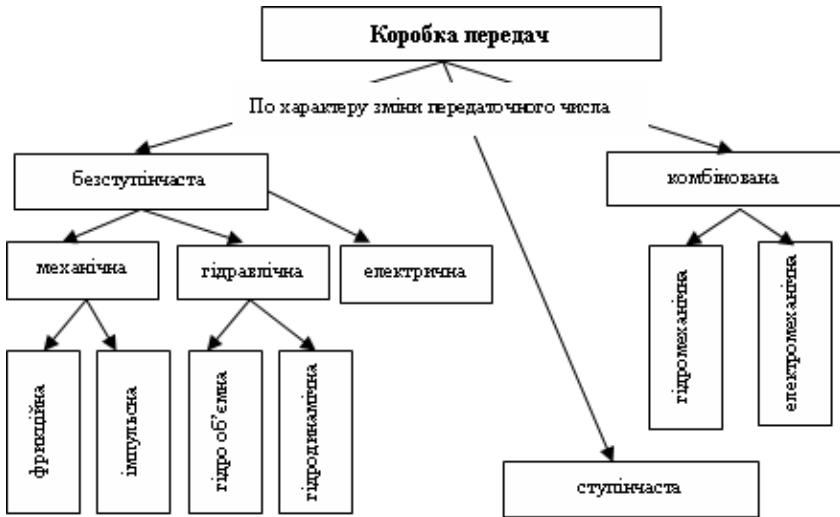 Коробка передач
По характеру зміни передаточного числа
безступінчаста
комбінована
механічна
гідравлічна
електрична
гідромеханічна
електромеханічна
фрикційна
імпульсна
гідро об’ємна
гідродинамічна
ступінчаста